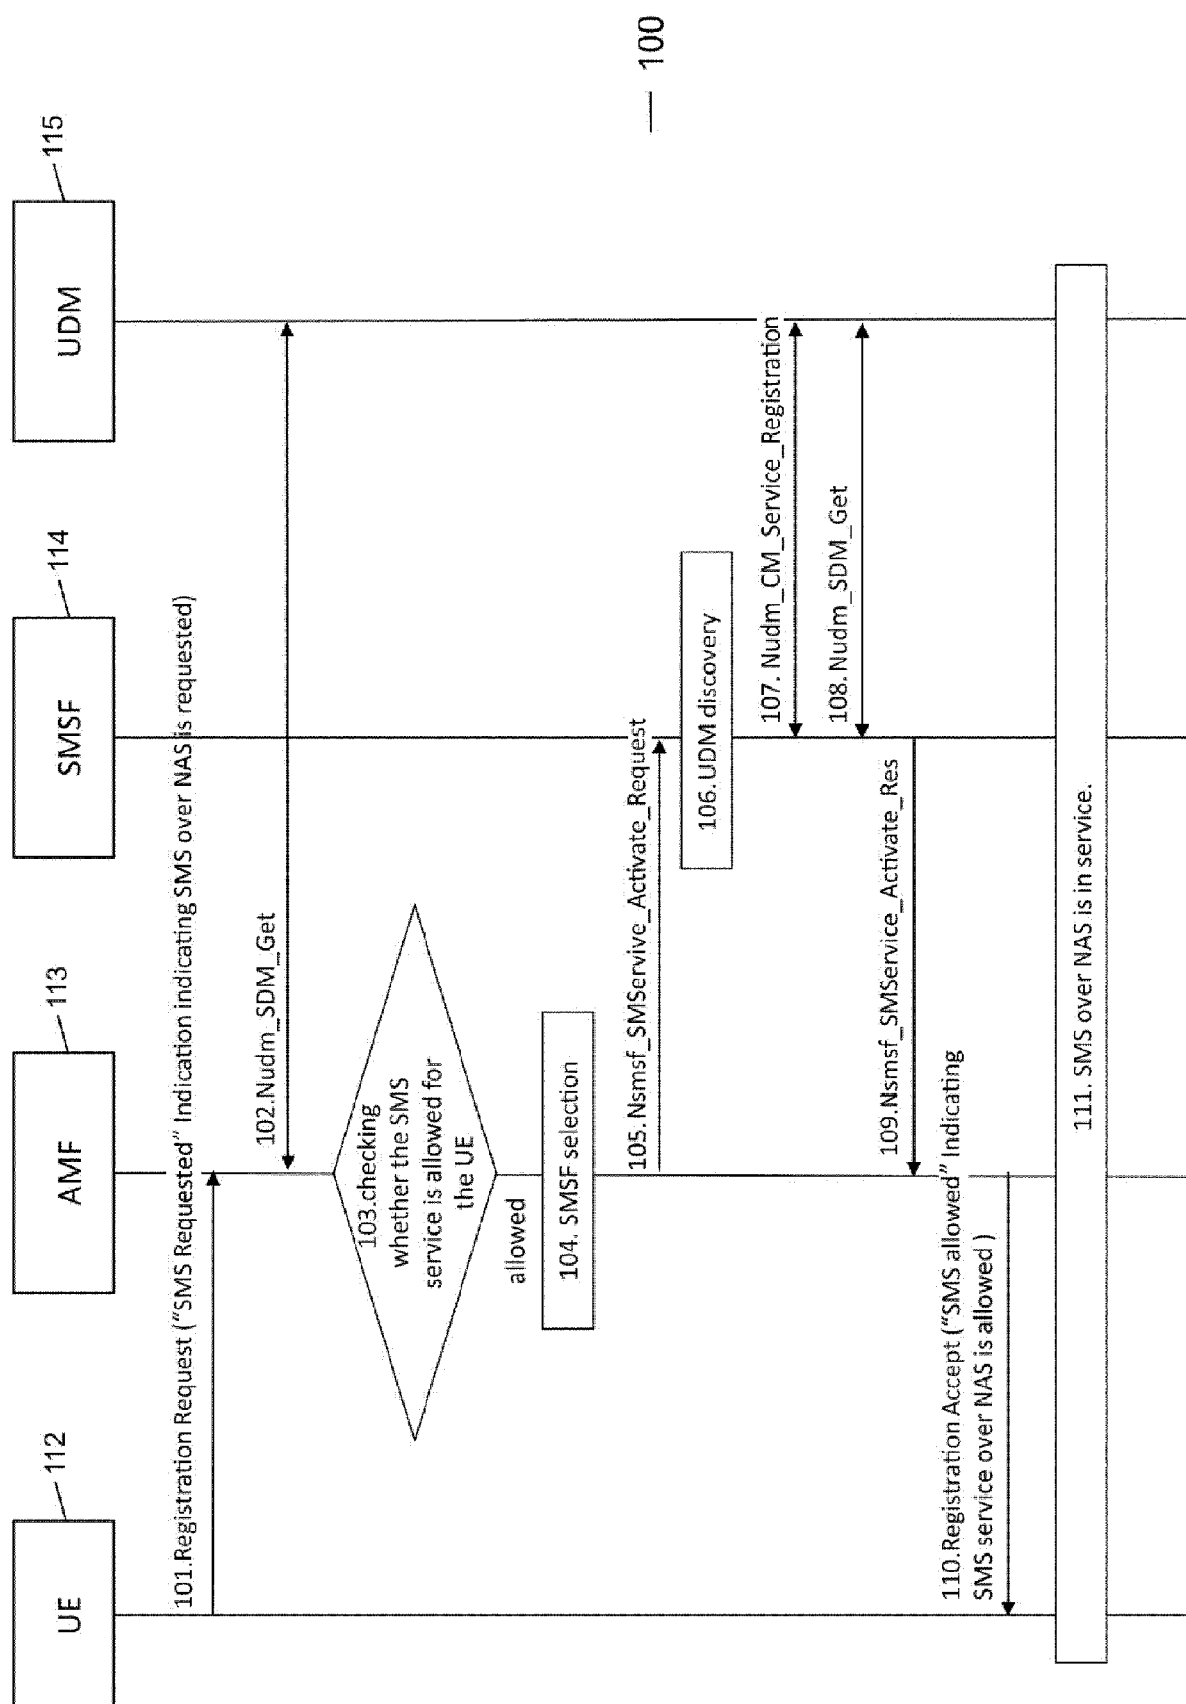 UE
112
AMF
113
SMSF
114
UDM
115
100
101.Registration Request ("SMS Requested" Indication indicating SMS over NAS is requested)
102.Nudm_SDM_Get
103.checking
whether the SMS
service is allowed for
the UE
allowed
104. SMSF selection
105.Nsmsf_SMServive_Activate_Request
106.UDM discovery
107. Nudm_CM_Service_Registration
108. Nudm_SDM_Get
109.Nsmsf_SMService_Activate_Res
110.Registration Accept ("SMS allowed" Indicating
SMS service over NAS is allowed )
111. SMS over NAS is in service.